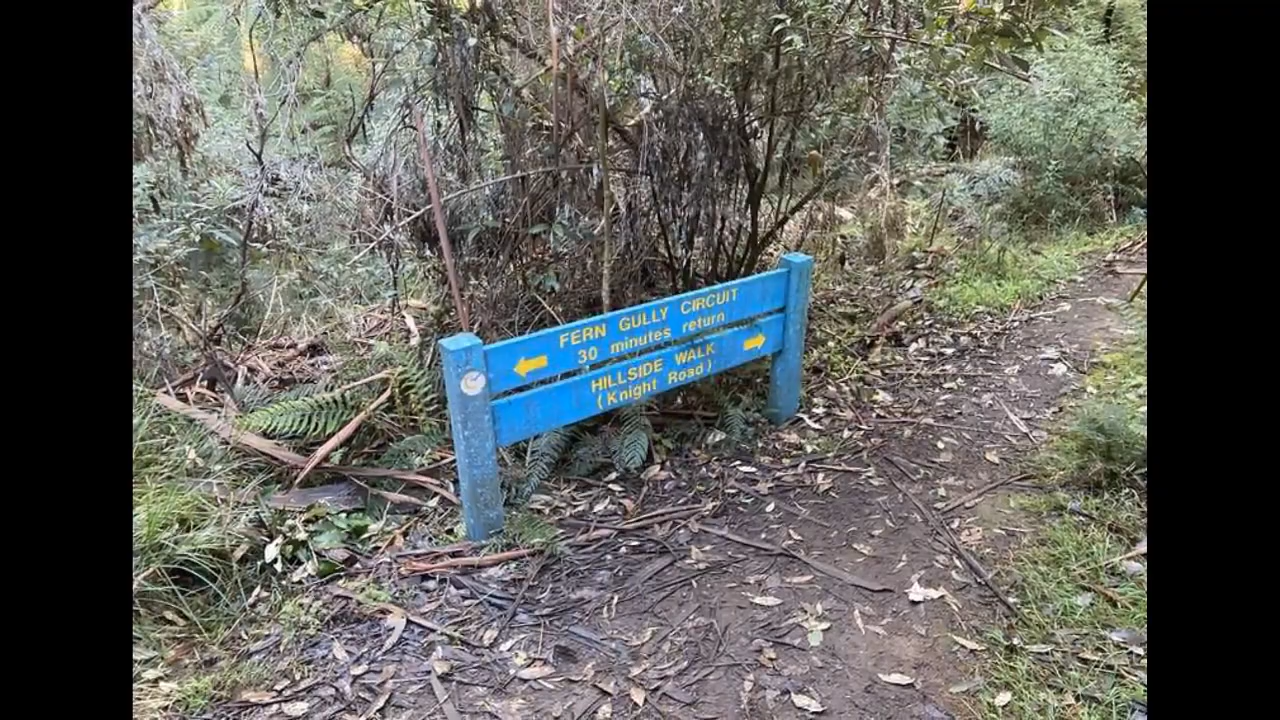 FERN GULLY CIRCUIT
30 minutes return
HILLSIDE WALK
(Knight Road)